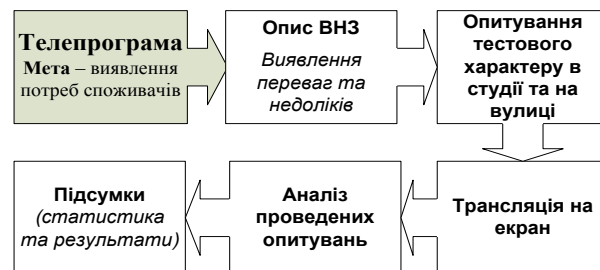 Телепрограма
Мета – виявлення
потреб споживачів
Опис ВНЗ
Виявлення
переваг та
недоліків
Опитування
тестового
характеру в
студії та на
вулиці
Підсумки
(статистика
та результати)
Аналіз
проведених
опитувань
Трансляція на
екран